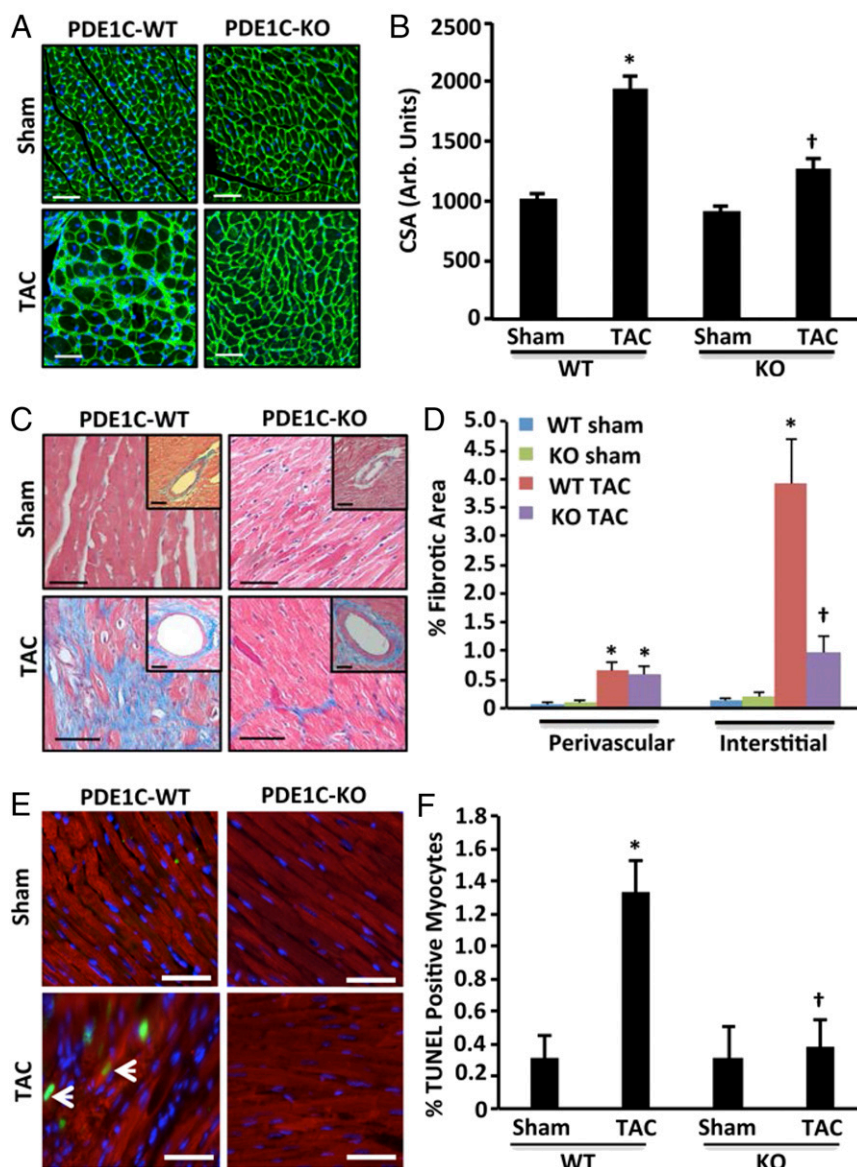 A
PDE1C-WT
PDE1C-KO
Sham
TAC
B
CSA (Arb. Units)
2500
2000
1500
1000
500
0
*
†
Sham TAC Sham TAC
WT KO
C
PDE1C-WT
PDE1C-KO
Sham
TAC
D
% Fibrotic Area
5.0
4.5
4.0
3.5
3.0
2.5
2.0
1.5
1.0
0.5
0
WT sham
KO sham
WT TAC
KO TAC
* * * †
Perivascular Interstitial
E
PDE1C-WT
PDE1C-KO
Sham
TAC
F
% TUNEL Positive Myocytes
1.8
1.6
1.4
1.2
1.0
0.8
0.6
0.4
0.2
0
*
†
Sham TAC Sham TAC
WT KO